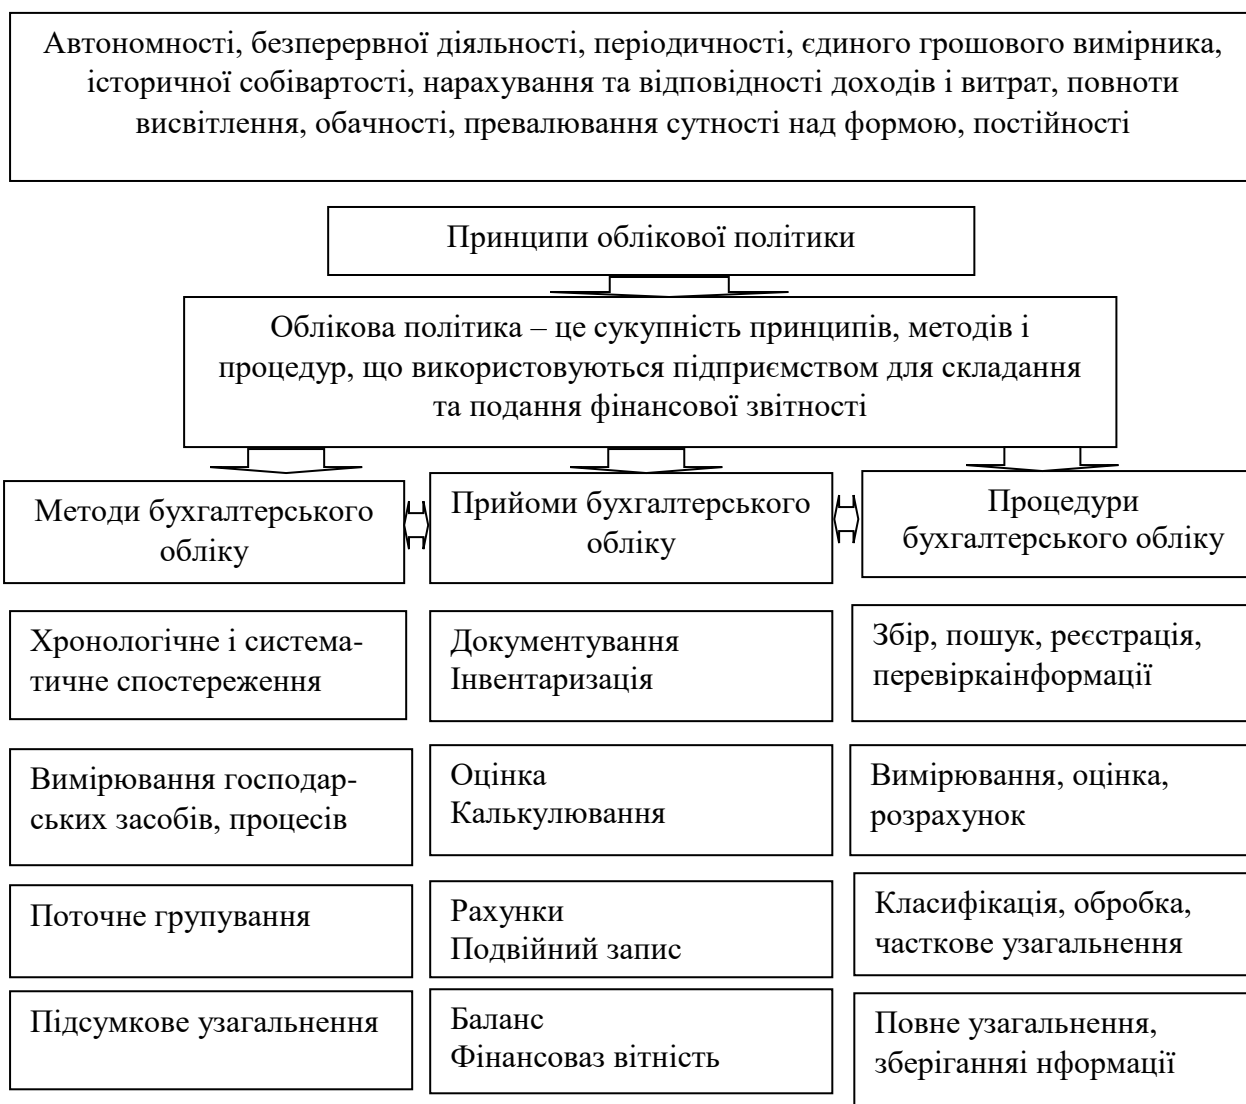 Автономності, безперервної діяльності, періодичності, єдиного грошового вимірника,
історичної собівартості, нарахування та відповідності доходів і витрат, повноти
висвітлення, обачності, превалювання сутності над формою, постійності
Принципи облікової політики
Облікова політика – це сукупність принципів, методів і
процедур, що використовуються підприємством для складання
та подання фінансової звітності
Методи бухгалтерського
обліку
Прийоми бухгалтерського
обліку
Процедури
бухгалтерського обліку
Хронологічне і система-
тичне спостереження
Документування
Інвентаризація
Збір, пошук, реєстрація,
перевіркаінформації
Вимірювання господар-
ських засобів, процесів
Оцінка
Калькулювання
Вимірювання, оцінка,
розрахунок
Поточне групування
Рахунки
Подвійний запис
Класифікація, обробка,
часткове узагальнення
Підсумкове узагальнення
Баланс
Фінансоваз вітність
Повне узагальнення,
зберіганняі нформації